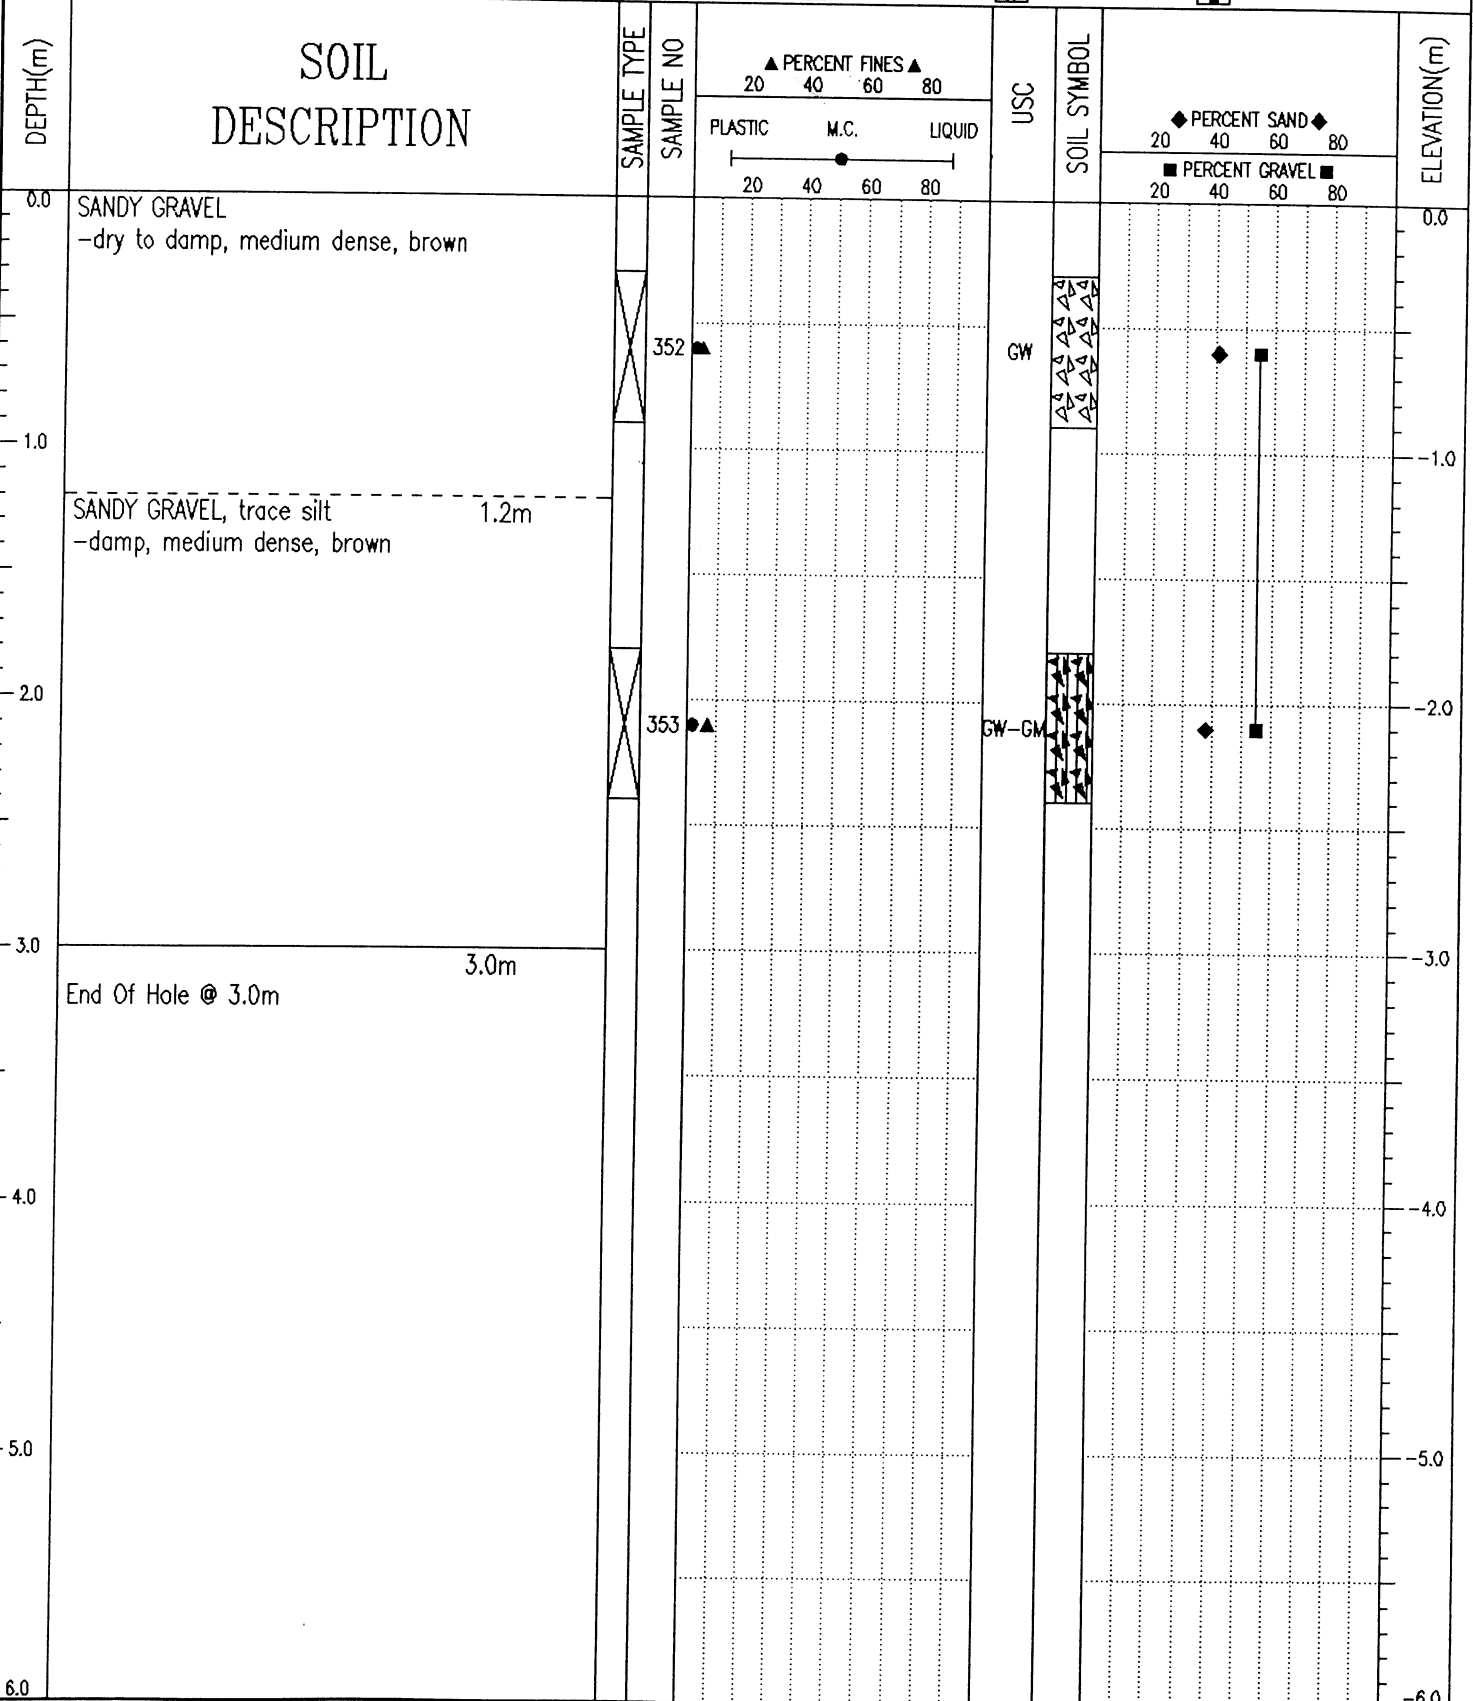 DEPTH(m)
SOIL
DESCRIPTION
SAMPLE TYPE
SAMPLE NO
▲ PERCENT FINES ▲
20 40 60 80
PLASTIC M.C. LIQUID
20 40 60 80
USC
SOIL SYMBOL
◆ PERCENT SAND ◆
20 40 60 80
■ PERCENT GRAVEL ■
20 40 60 80
ELEVATION(m)
0.0
SANDY GRAVEL
-dry to damp, medium dense, brown
0.0
352
GW
1.0
-1.0
SANDY GRAVEL, trace silt 1.2m
-damp, medium dense, brown
2.0
353
GW-GM
-2.0
3.0
3.0m
-3.0
End Of Hole @ 3.0m
4.0
-4.0
5.0
-5.0
6.0
-6.0